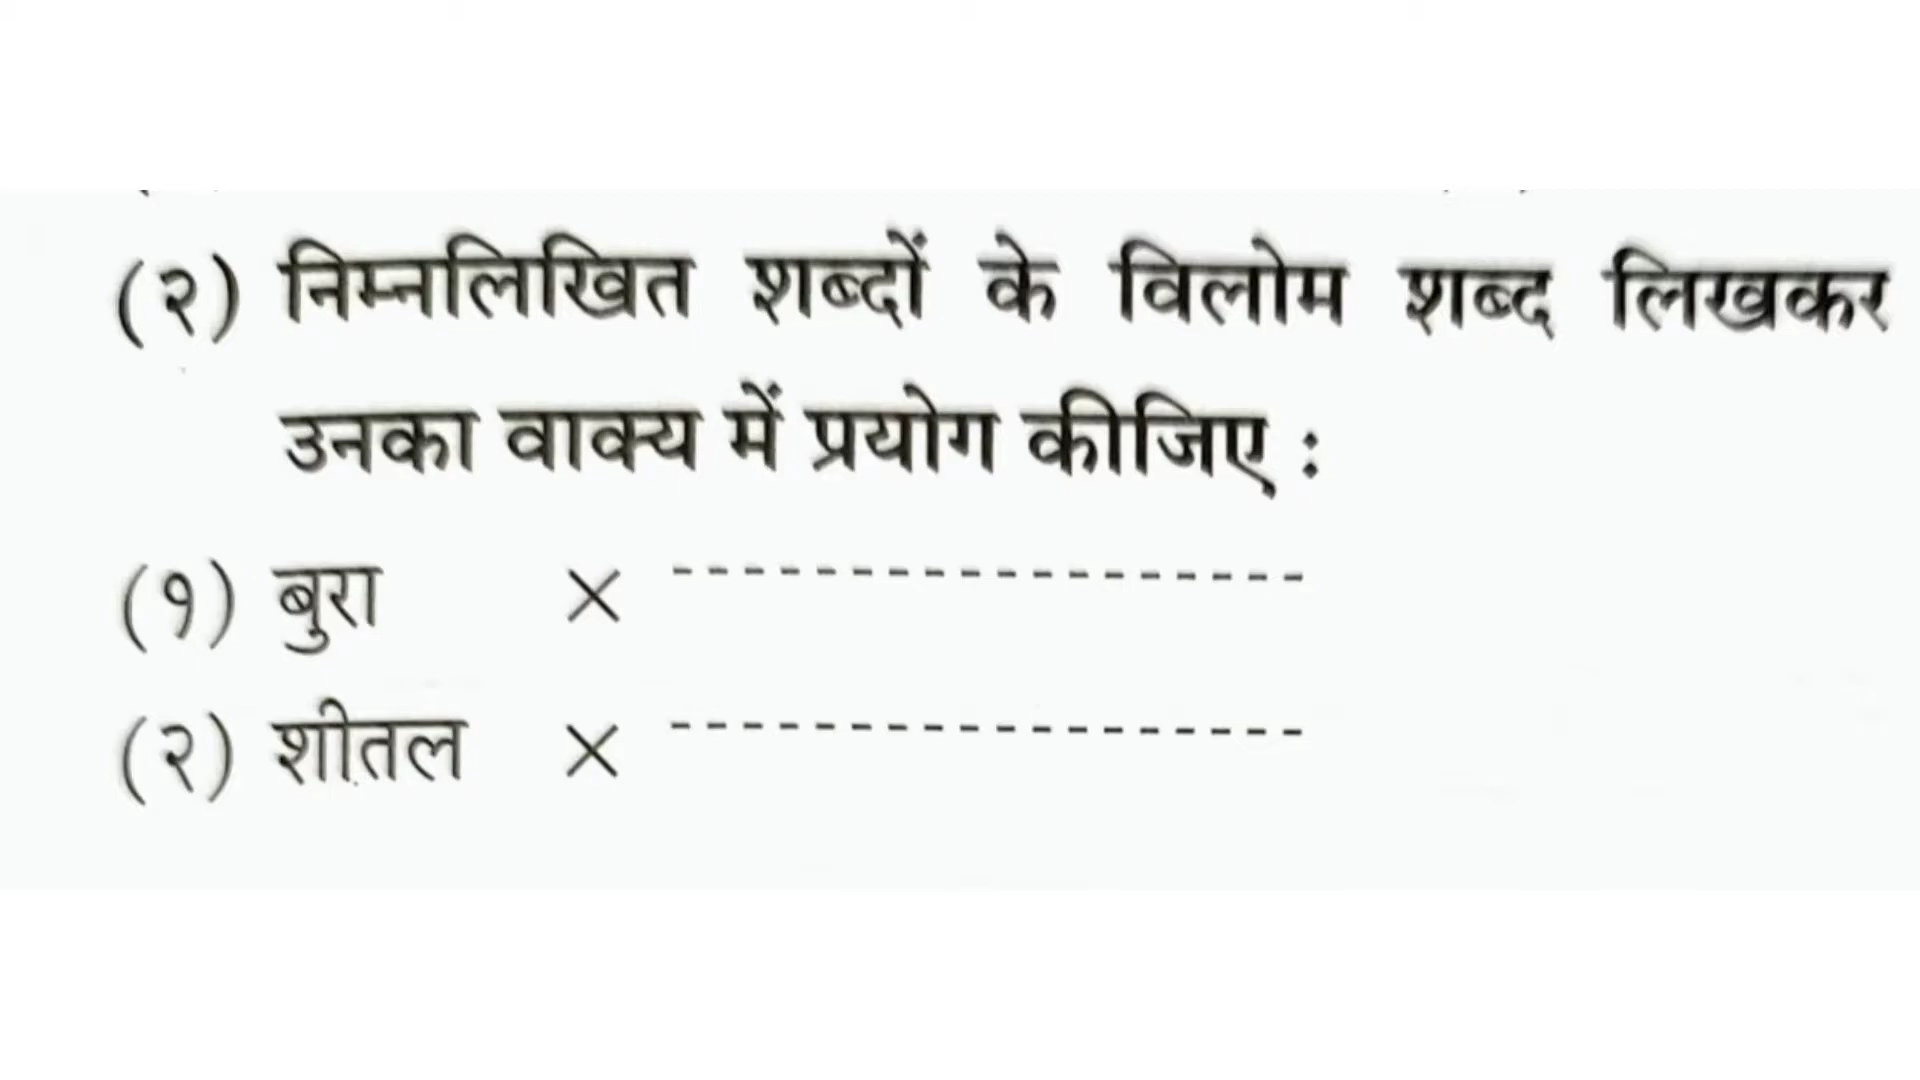 (२) निम्नलिखित शब्दों के विलोम शब्द लिखकर
उनका वाक्य में प्रयोग कीजिए :
(१) बुरा × ------------------
(२) शीतल × ------------------